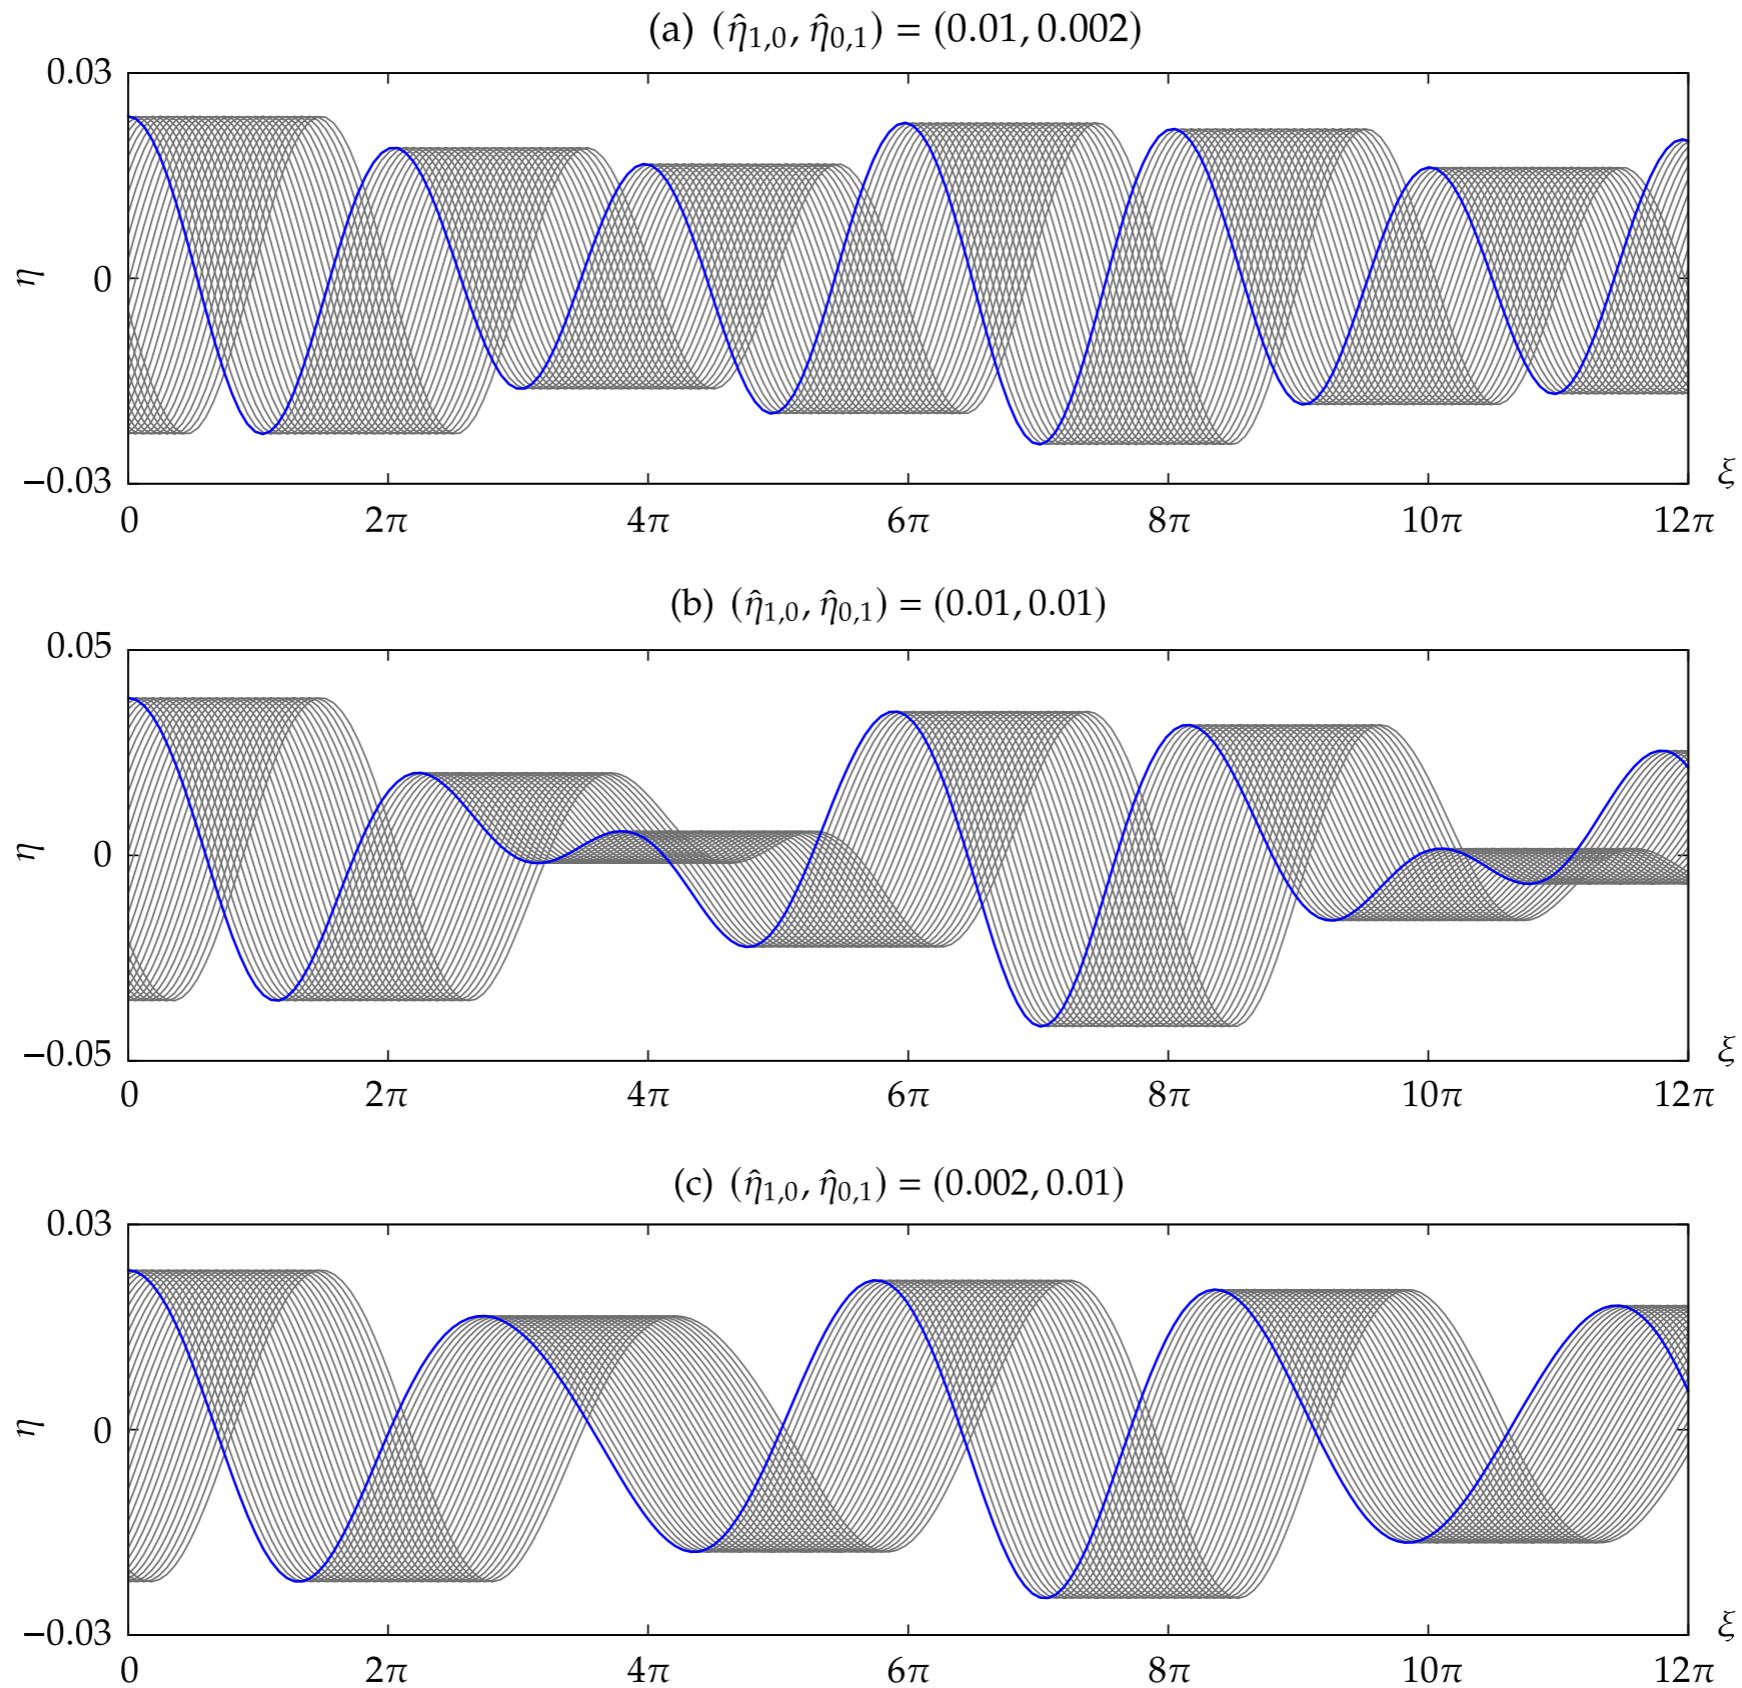 (a) (η̂₁,₀, η̂₀,₁) = (0.01, 0.002)
0.03
η
0
−0.03
ξ
0 2π 4π 6π 8π 10π 12π
(b) (η̂₁,₀, η̂₀,₁) = (0.01, 0.01)
0.05
η
0
−0.05
ξ
0 2π 4π 6π 8π 10π 12π
(c) (η̂₁,₀, η̂₀,₁) = (0.002, 0.01)
0.03
η
0
−0.03
ξ
0 2π 4π 6π 8π 10π 12π